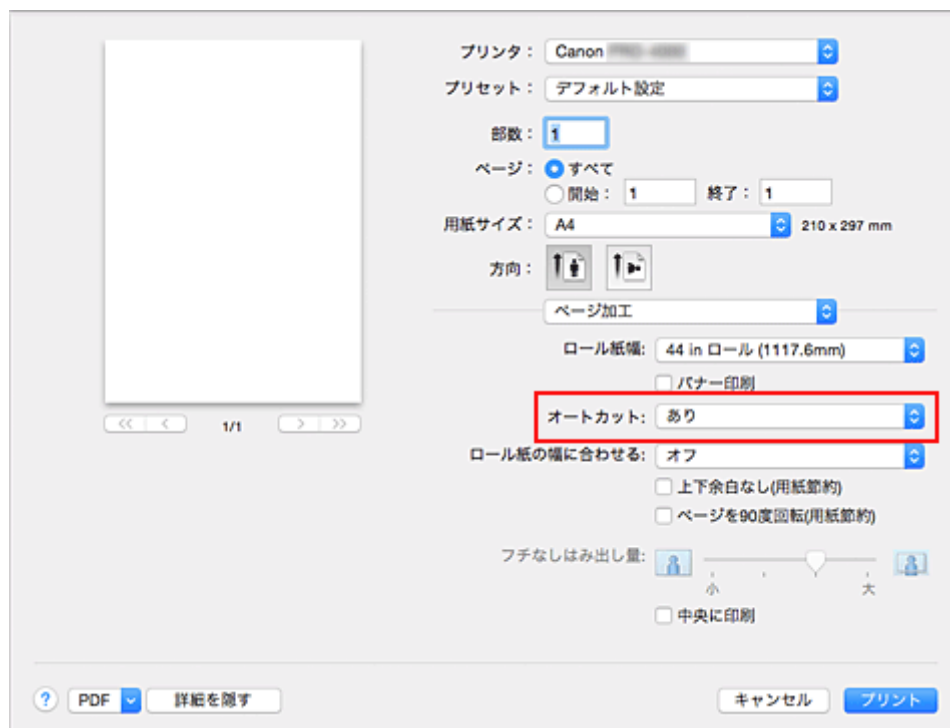 プリンタ： Canon
プリセット： デフォルト設定
部数： 1
ページ： すべて
開始： 1 終了： 1
用紙サイズ： A4 210 x 297 mm
方向：
ページ加工
ロール紙幅: 44 in ロール (1117.6mm)
バナー印刷
オートカット: あり
<< < 1/1 > >>
ロール紙の幅に合わせる: オフ
上下余白なし(用紙節約)
ページを90度回転(用紙節約)
フチなしはみ出し量:
小 大
中央に印刷
? PDF 詳細を隠す キャンセル プリント